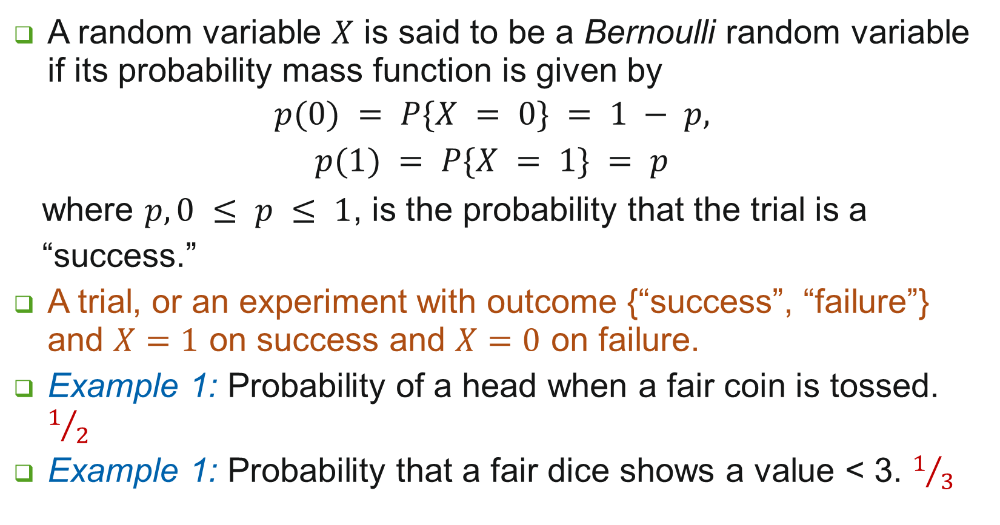 ❑ A random variable 𝑋 is said to be a Bernoulli random variable
if its probability mass function is given by
𝑝(0) = 𝑃{𝑋 = 0} = 1 − 𝑝,
𝑝(1) = 𝑃{𝑋 = 1} = 𝑝
where 𝑝, 0 ≤ 𝑝 ≤ 1, is the probability that the trial is a
“success.”
❑ A trial, or an experiment with outcome {“success”, “failure”}
and 𝑋 = 1 on success and 𝑋 = 0 on failure.
❑ Example 1: Probability of a head when a fair coin is tossed.
1/2
❑ Example 1: Probability that a fair dice shows a value < 3. 1/3